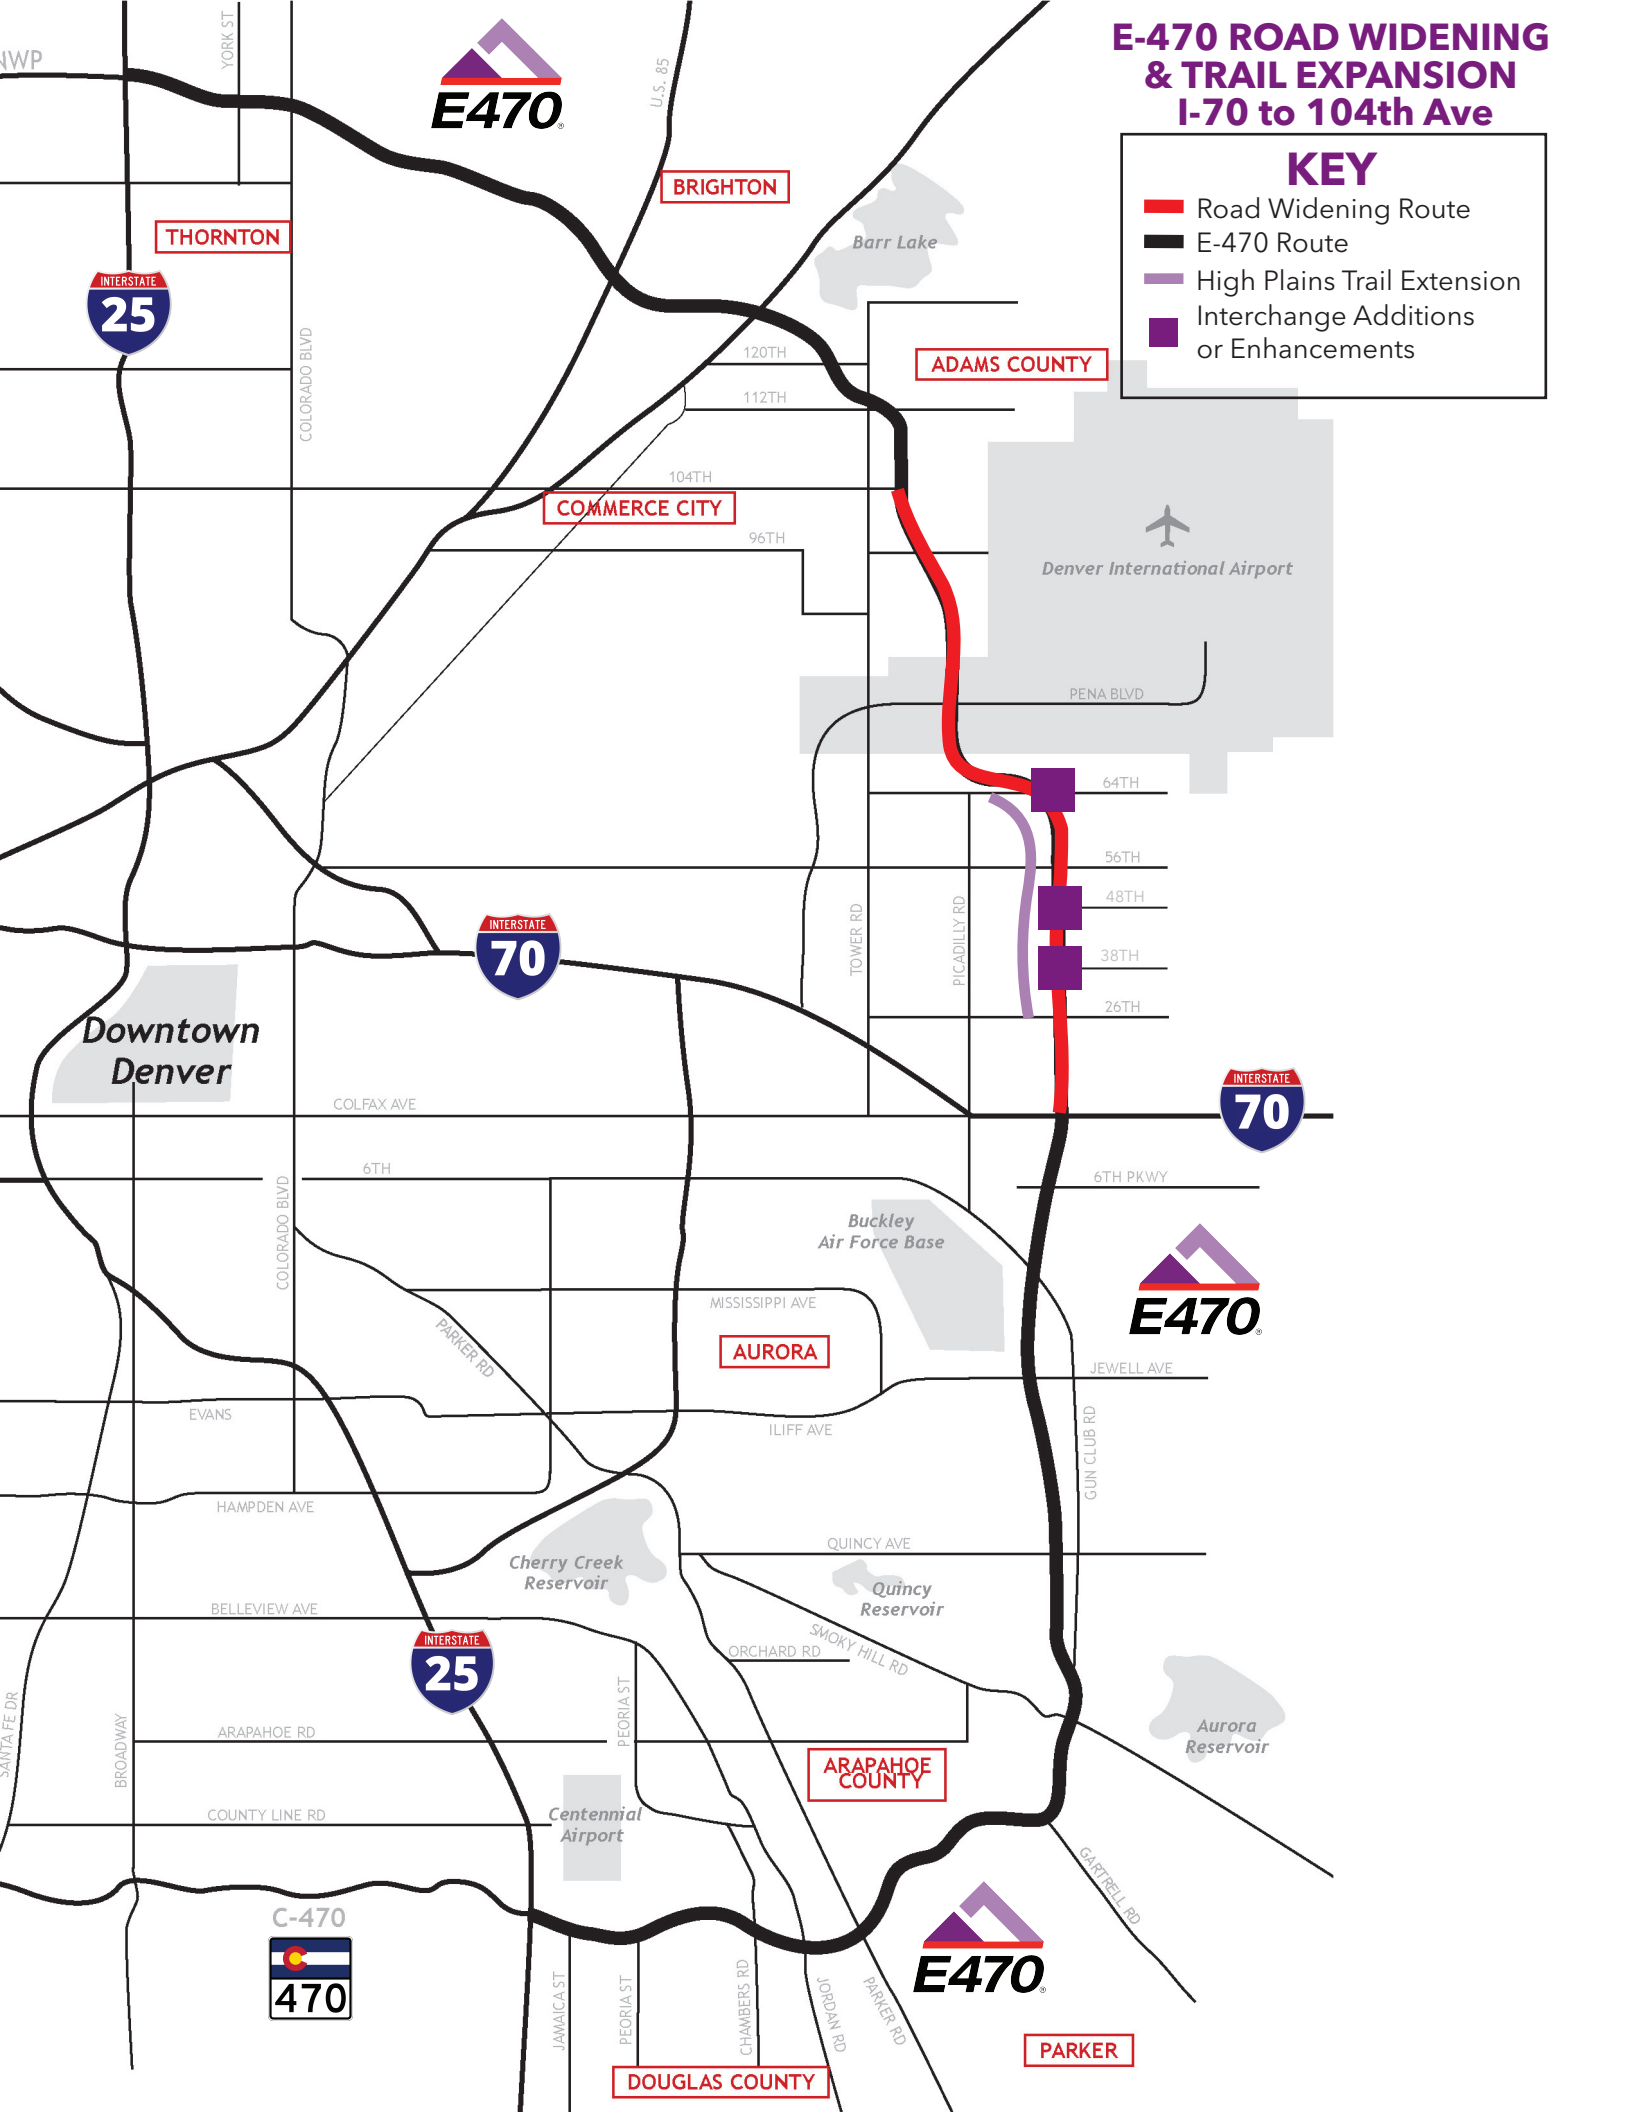 E-470 ROAD WIDENING
& TRAIL EXPANSION
I-70 to 104th Ave
KEY
Road Widening Route
E-470 Route
High Plains Trail Extension
Interchange Additions
or Enhancements
NWP
YORK ST
E470®
U.S. 85
BRIGHTON
THORNTON
INTERSTATE
25
Barr Lake
COLORADO BLVD
120TH
ADAMS COUNTY
112TH
104TH
COMMERCE CITY
96TH
Denver International Airport
PENA BLVD
64TH
56TH
48TH
38TH
26TH
TOWER RD
PICADILLY RD
INTERSTATE
70
Downtown
Denver
COLFAX AVE
INTERSTATE
70
6TH
6TH PKWY
COLORADO BLVD
Buckley
Air Force Base
E470®
MISSISSIPPI AVE
PARKER RD
AURORA
JEWELL AVE
EVANS
ILIFF AVE
GUN CLUB RD
HAMPDEN AVE
QUINCY AVE
Cherry Creek
Reservoir
Quincy
Reservoir
BELLEVIEW AVE
SMOKY HILL RD
ORCHARD RD
INTERSTATE
25
PEORIA ST
SANTA FE DR
BROADWAY
ARAPAHOE RD
Aurora
Reservoir
ARAPAHOE
COUNTY
COUNTY LINE RD
Centennial
Airport
GARTRELL RD
C-470
470
E470®
JAMAICA ST
PEORIA ST
CHAMBERS RD
JORDAN RD
PARKER RD
PARKER
DOUGLAS COUNTY